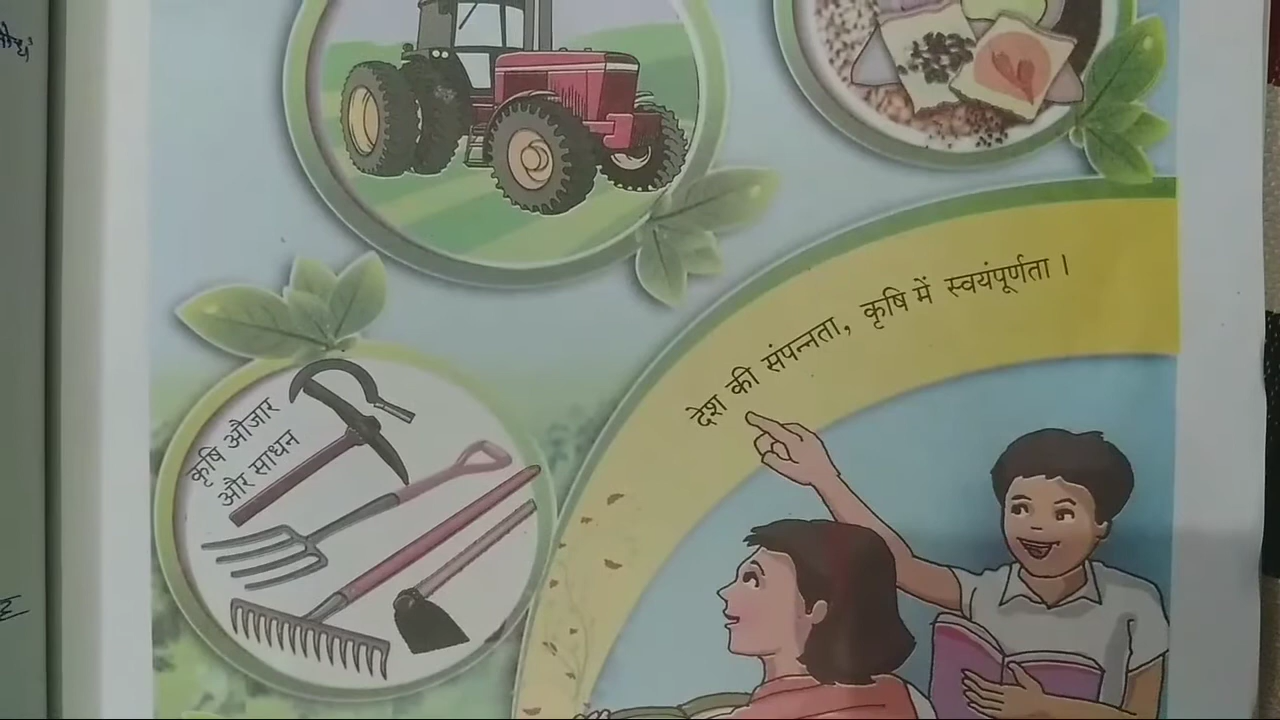 देश की संपन्नता, कृषि में स्वयंपूर्णता ।
कृषि औजार
और साधन